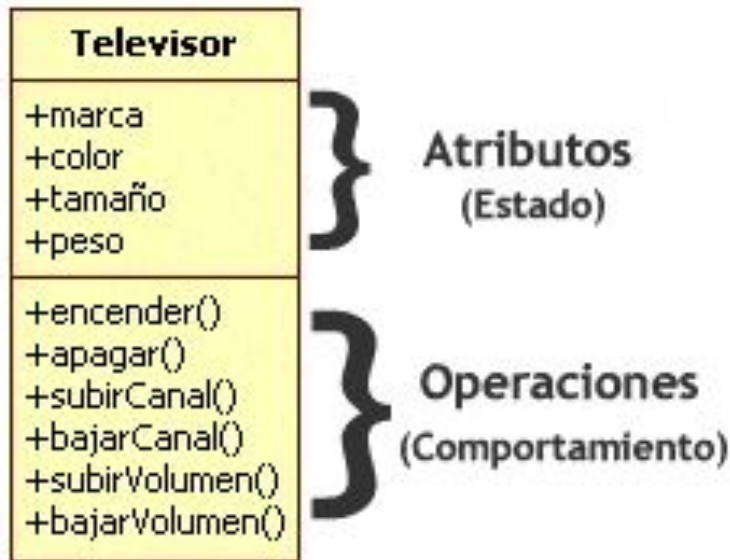 Televisor
+marca
+color
+tamaño
+peso
Atributos
(Estado)
+encender()
+apagar()
+subirCanal()
+bajarCanal()
+subirVolumen()
+bajarVolumen()
Operaciones
(Comportamiento)